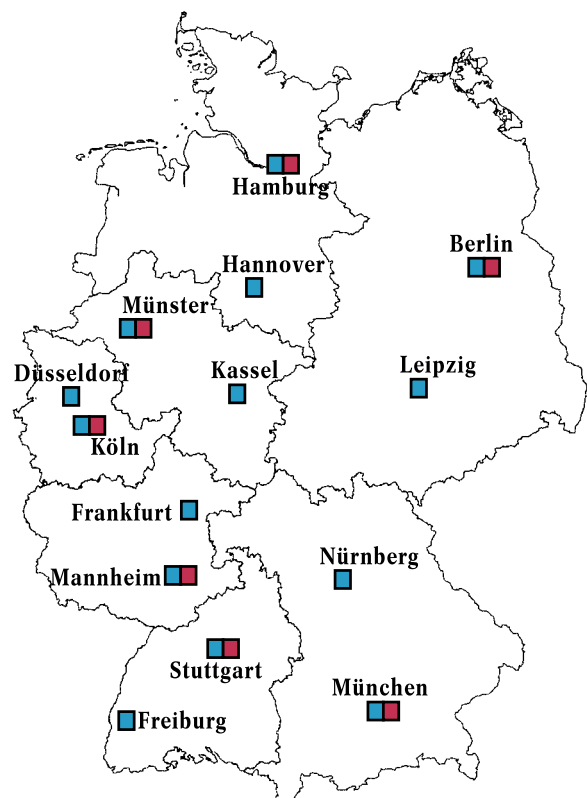 Hamburg
Berlin
Hannover
Münster
Düsseldorf
Kassel
Leipzig
Köln
Frankfurt
Mannheim
Nürnberg
Stuttgart
München
Freiburg